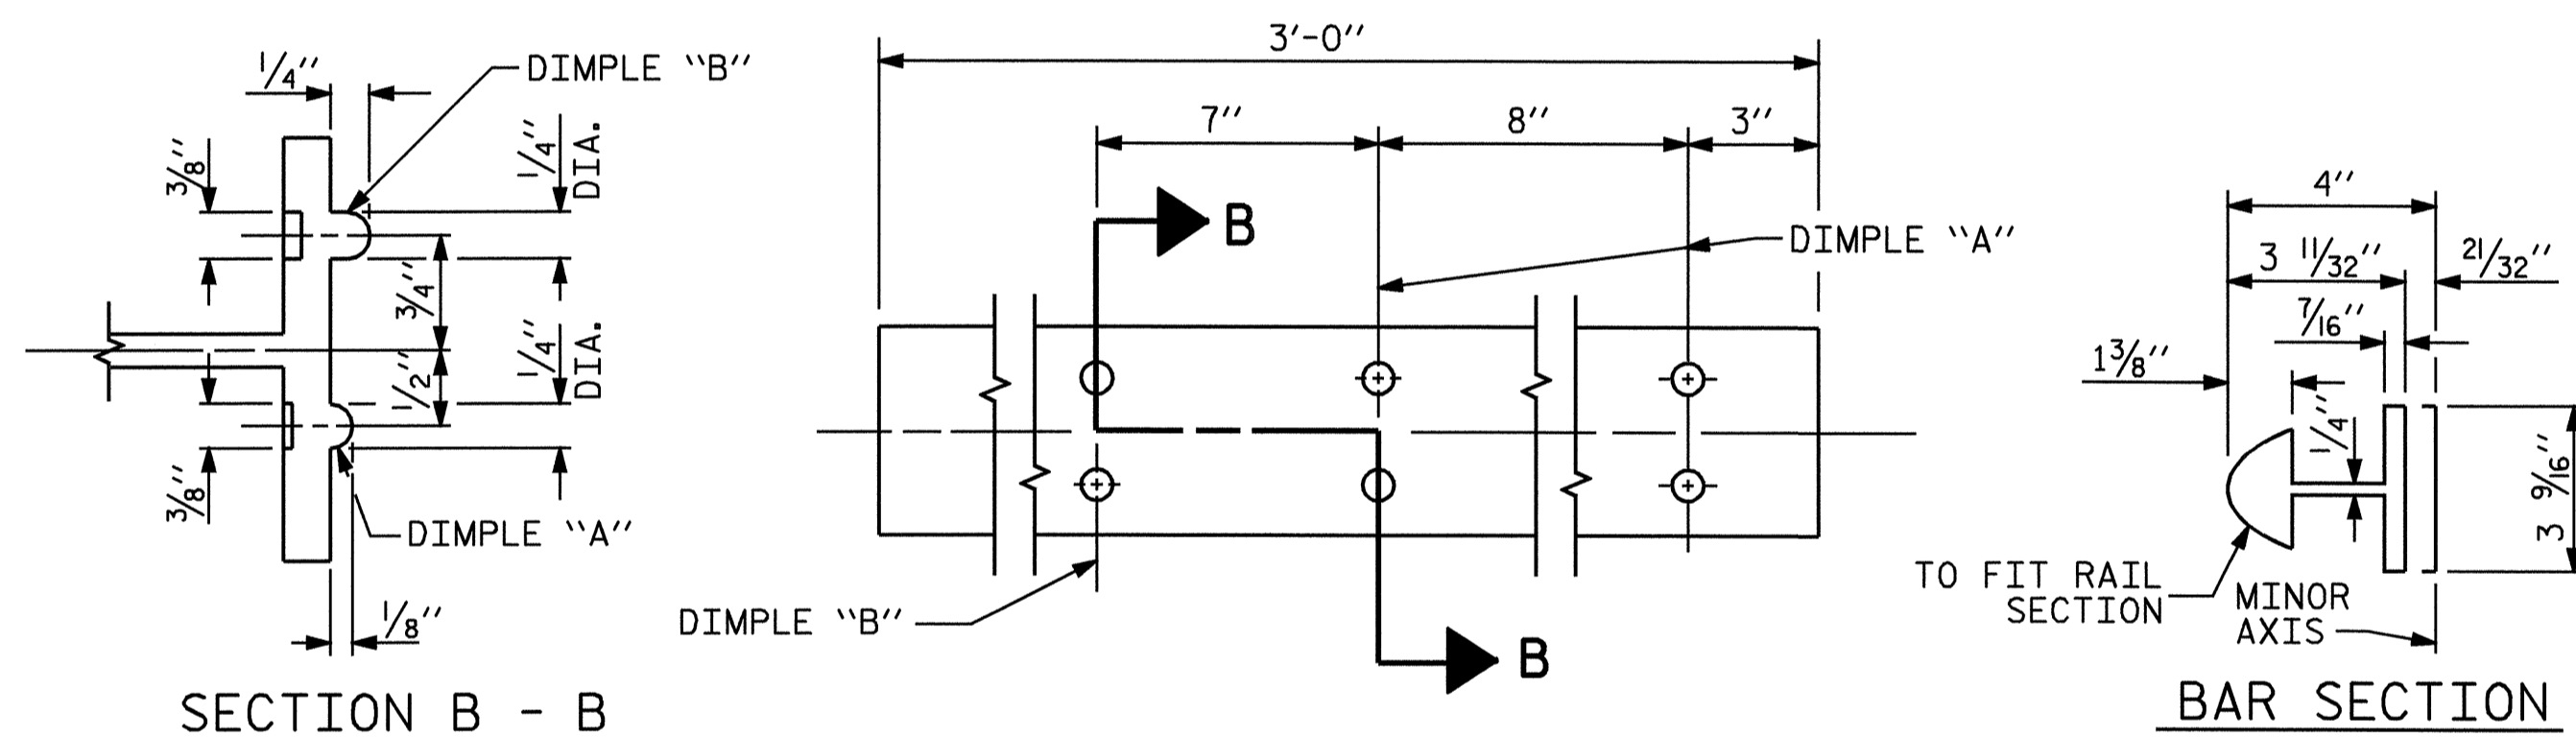 1/4"
DIMPLE "B"
3/8"
1/4" DIA.
3/4"
1/2"
1/4" DIA.
3/8"
DIMPLE "A"
1/8"
SECTION B - B
3'-0"
7"
8"
3"
B
DIMPLE "A"
DIMPLE "B"
B
4"
3 11/32"
21/32"
7/16"
1 3/8"
1/4"
3 9/16"
TO FIT RAIL
SECTION
MINOR
AXIS
BAR SECTION